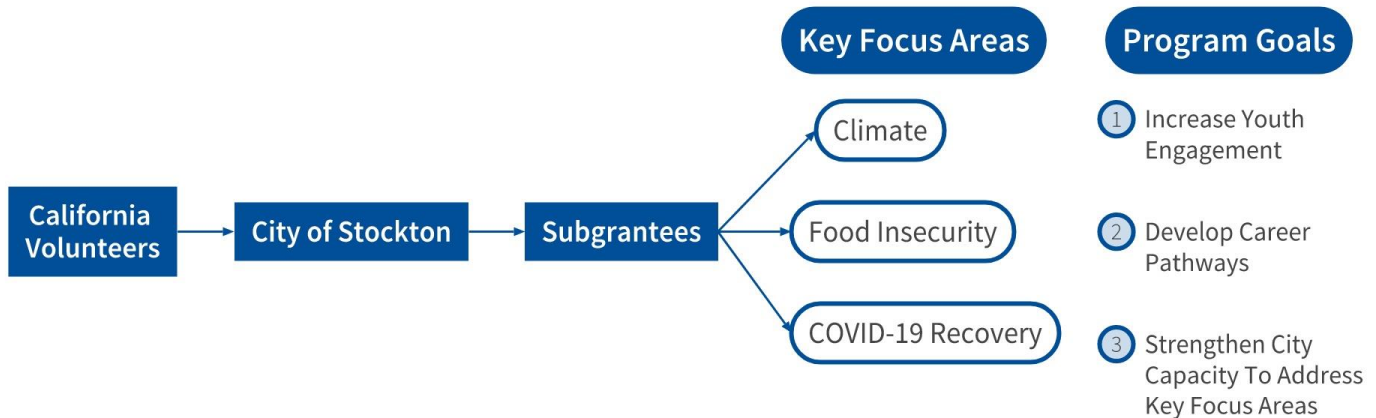 Key Focus Areas
Program Goals
Climate
1
Increase Youth
Engagement
California
Volunteers
City of Stockton
Subgrantees
Food Insecurity
2
Develop Career
Pathways
COVID-19 Recovery
3
Strengthen City
Capacity To Address
Key Focus Areas